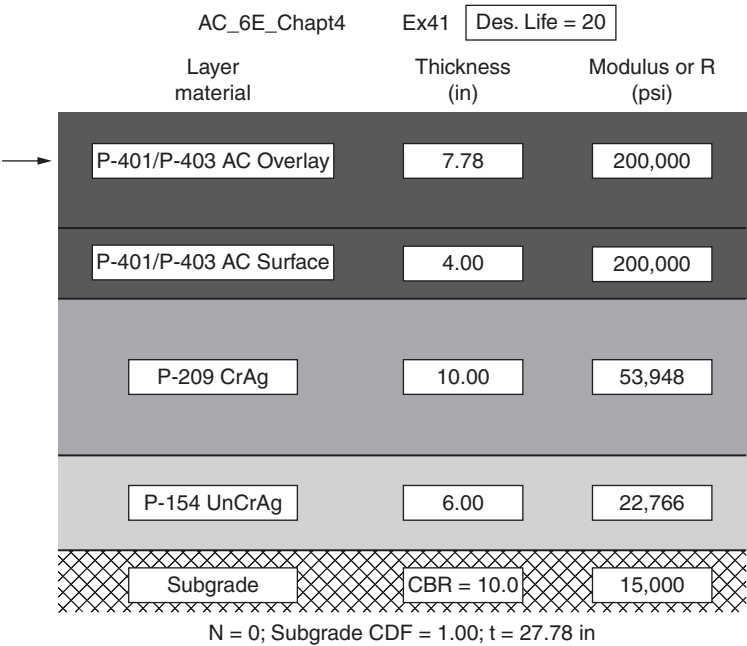 AC_6E_Chapt4 Ex41 Des. Life = 20
Layer material Thickness (in) Modulus or R (psi)
P-401/P-403 AC Overlay 7.78 200,000
P-401/P-403 AC Surface 4.00 200,000
P-209 CrAg 10.00 53,948
P-154 UnCrAg 6.00 22,766
Subgrade CBR = 10.0 15,000
N = 0; Subgrade CDF = 1.00; t = 27.78 in